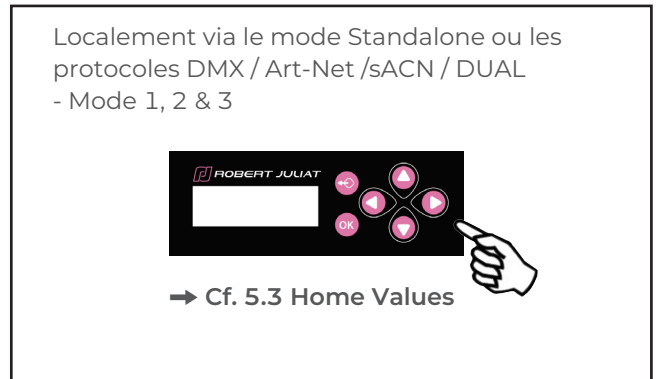 Localement via le mode Standalone ou les
protocoles DMX / Art-Net /sACN / DUAL
- Mode 1, 2 & 3
ROBERT JULIAT
OK
➞ Cf. 5.3 Home Values